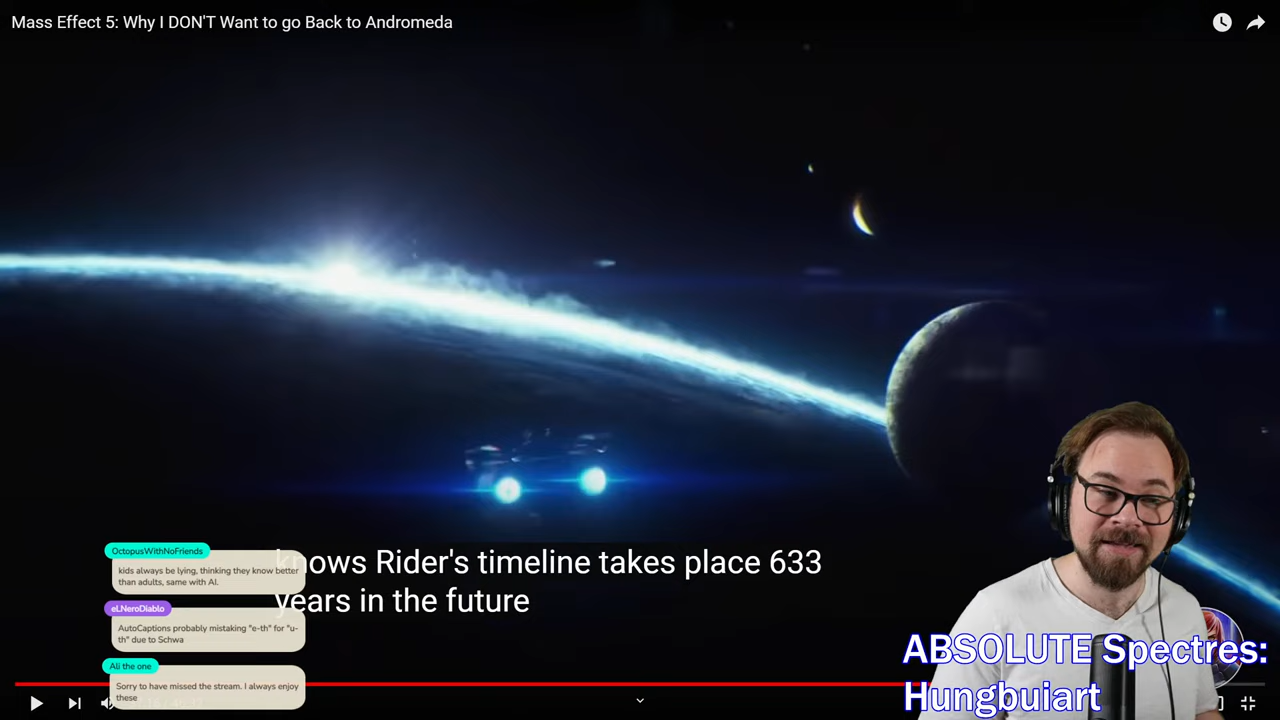 Mass Effect 5: Why I DON'T Want to go Back to Andromeda
OctopusWithNoFriends
kids always be lying, thinking they know better
than adults, same with AI.
knows Rider's timeline takes place 633
years in the future
eLNeroDiablo
AutoCaptions probably mistaking "e-th" for "u-
th" due to Schwa
Ali the one
Sorry to have missed the stream. I always enjoy
these
ABSOLUTE Spectres:
Hungbuiart